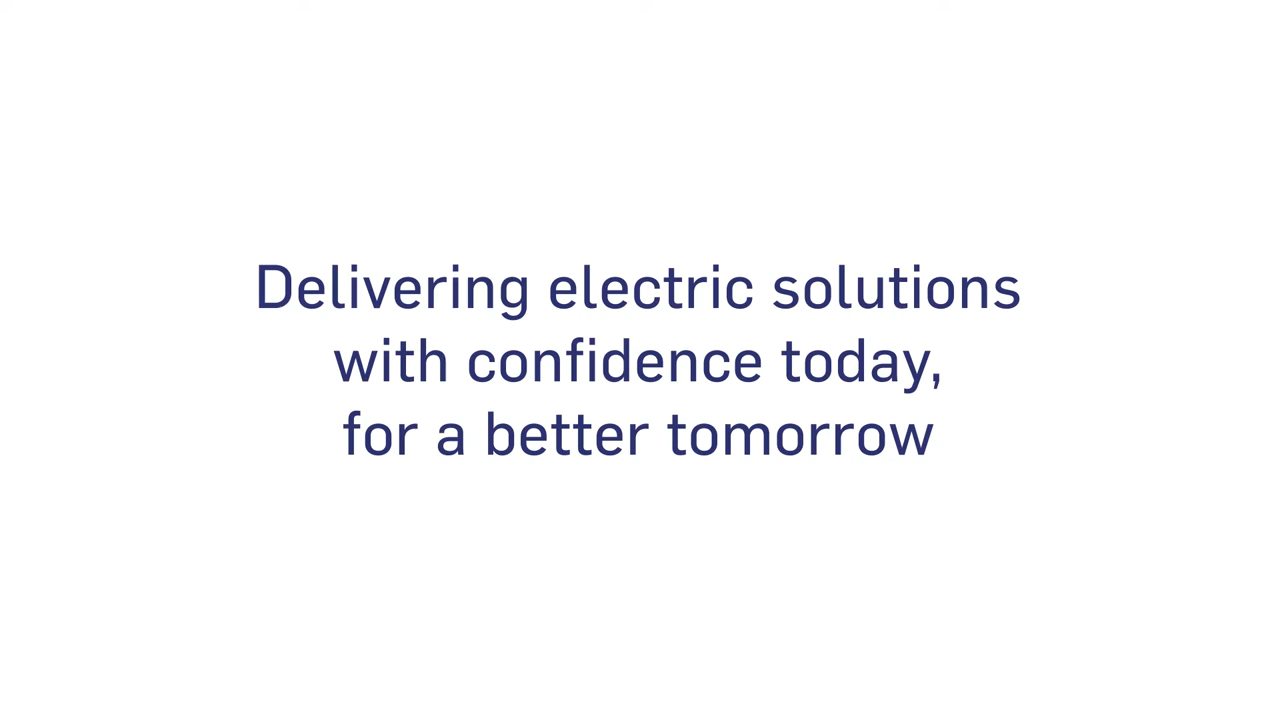 Delivering electric solutions
with confidence today,
for a better tomorrow